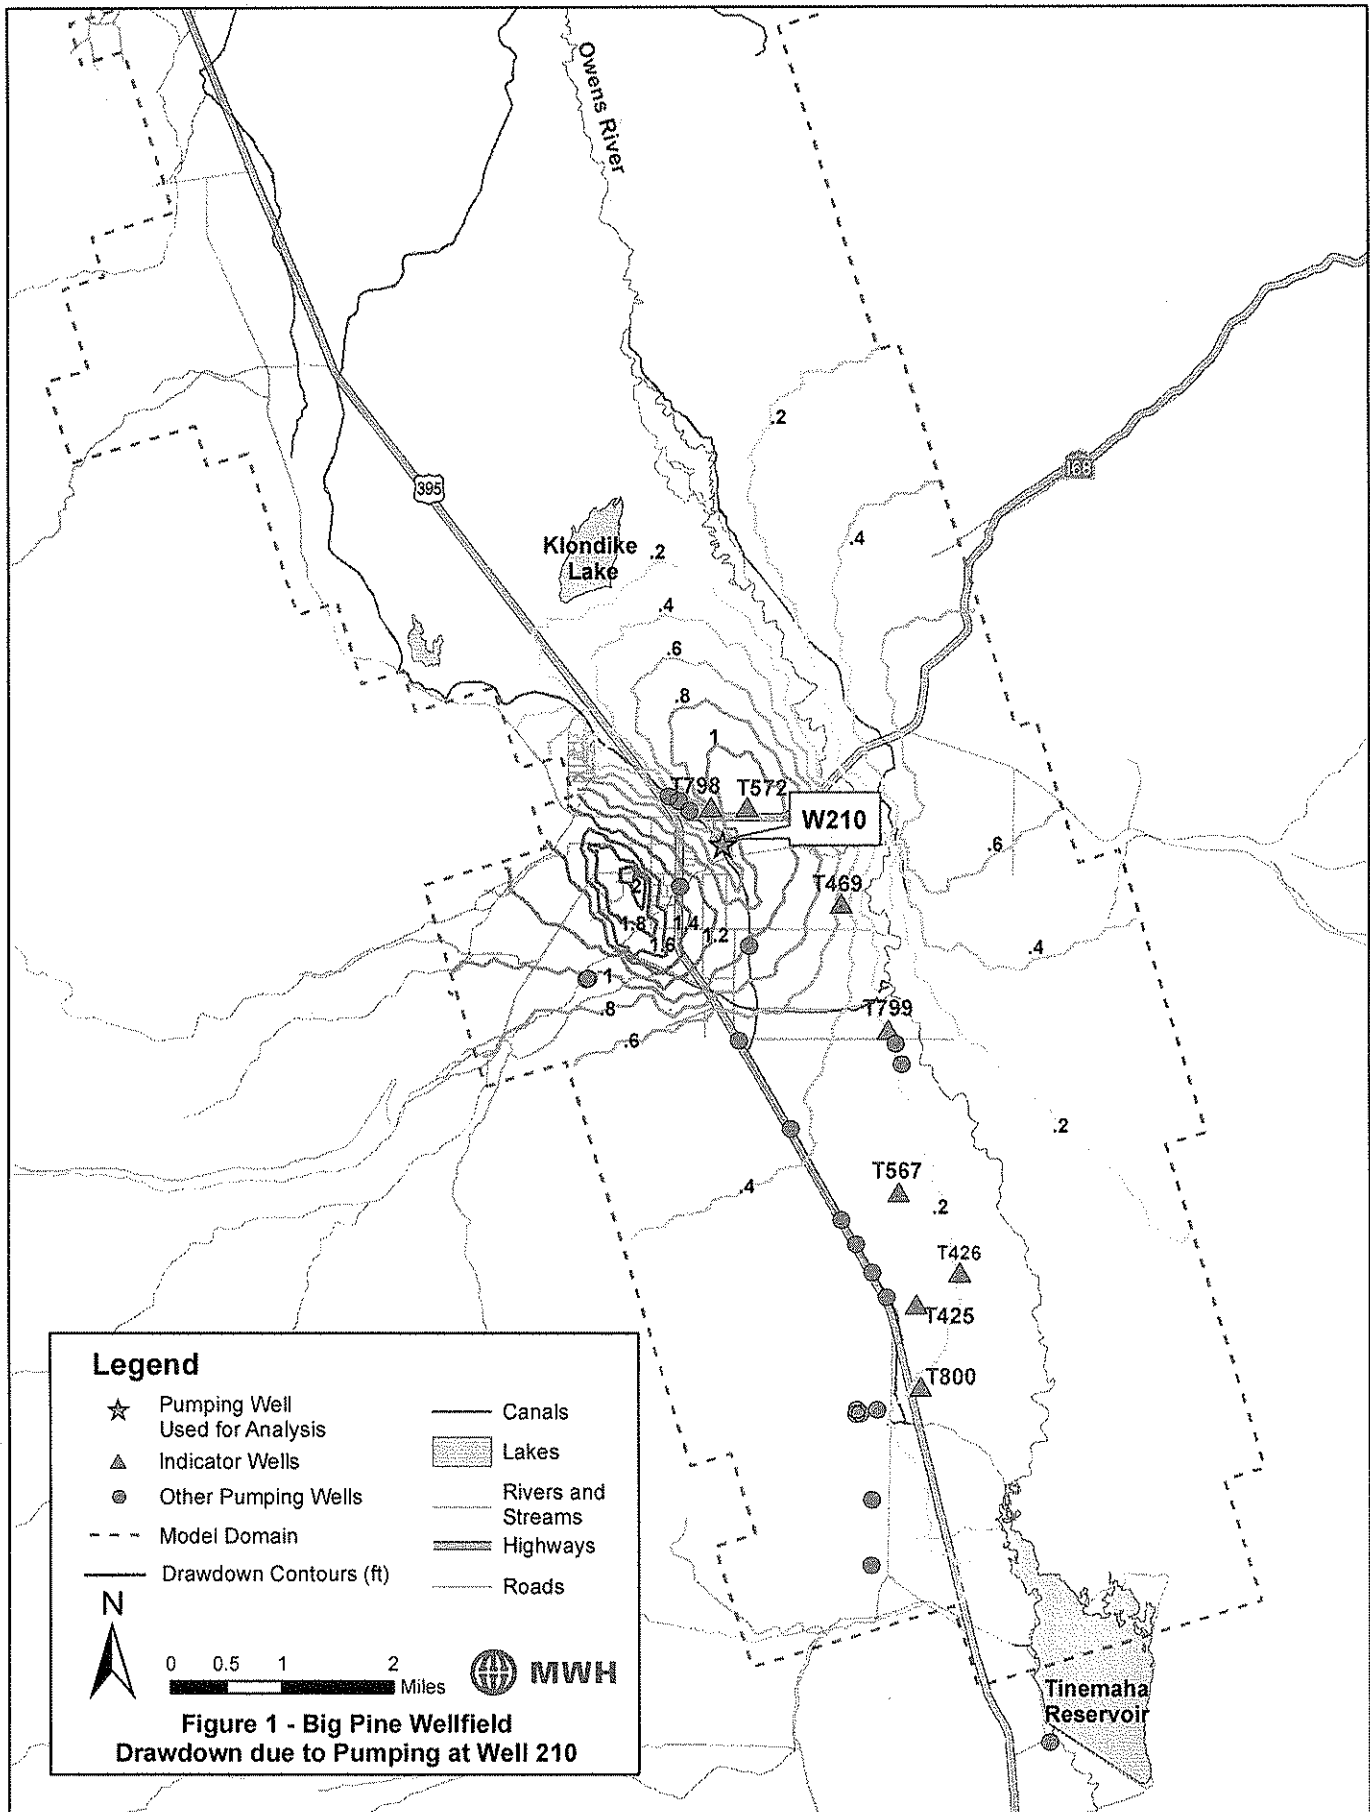 Owens River
.2
168
395
.4
Klondike
Lake
.2
.4
.6
.8
1
T798
T572
W210
.6
T469
2
1.8
1.6
1.4
1.2
.4
1
T799
.8
.6
.2
T567
.4
.2
T426
T425
T800
Legend
Pumping Well
Used for Analysis
Indicator Wells
Other Pumping Wells
Model Domain
Drawdown Contours (ft)
Canals
Lakes
Rivers and
Streams
Highways
Roads
N
0 0.5 1 2
Miles
MWH
Figure 1 - Big Pine Wellfield
Drawdown due to Pumping at Well 210
Tinemaha
Reservoir